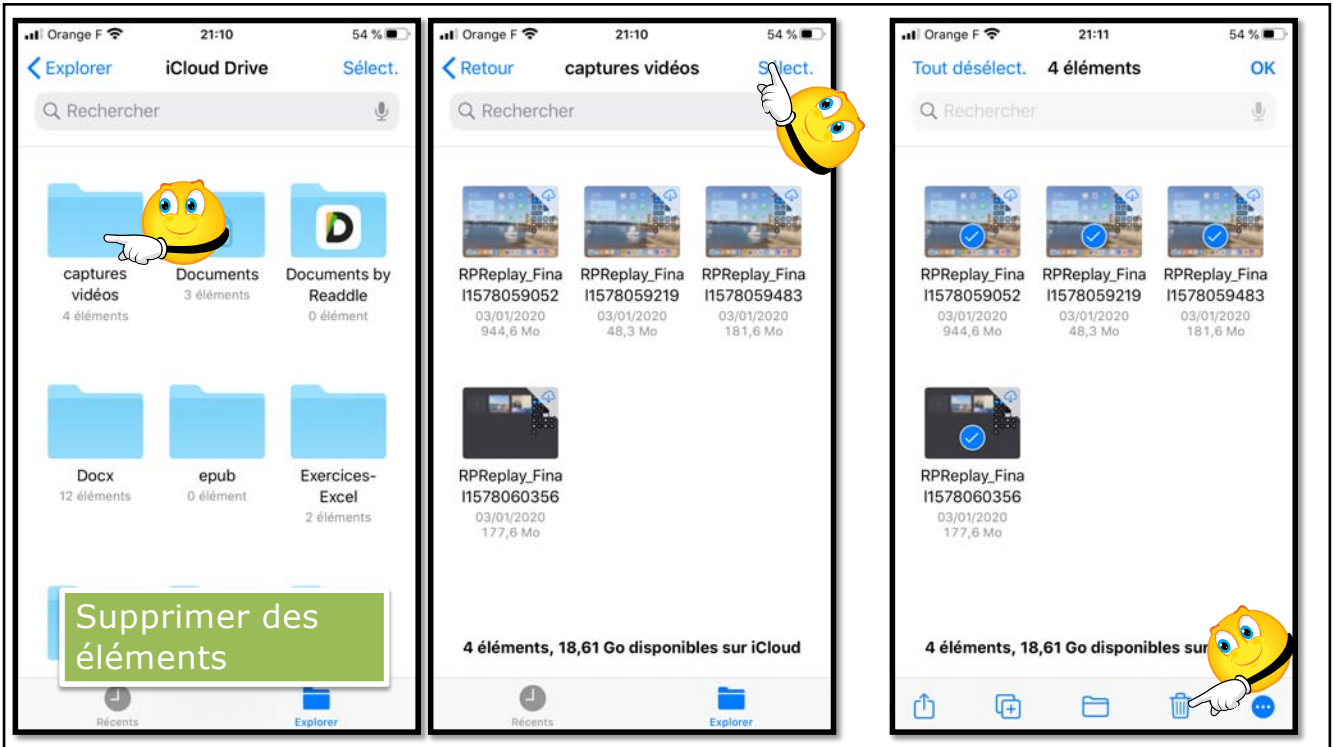 Orange F 21:10 54 %
Explorer iCloud Drive Sélect.
Rechercher
D
captures
vidéos
4 éléments
Documents
3 éléments
Documents by
Readdle
0 élément
Docx
12 éléments
epub
0 élément
Exercices-
Excel
2 éléments
Supprimer des
éléments
Récents Explorer
Orange F 21:10 54 %
Retour captures vidéos Sélect.
Rechercher
RPReplay_Fina
l1578059052
03/01/2020
944,6 Mo
RPReplay_Fina
l1578059219
03/01/2020
48,3 Mo
RPReplay_Fina
l1578059483
03/01/2020
181,6 Mo
RPReplay_Fina
l1578060356
03/01/2020
177,6 Mo
4 éléments, 18,61 Go disponibles sur iCloud
Récents Explorer
Orange F 21:11 54 %
Tout désélect. 4 éléments OK
Rechercher
RPReplay_Fina
l1578059052
03/01/2020
944,6 Mo
RPReplay_Fina
l1578059219
03/01/2020
48,3 Mo
RPReplay_Fina
l1578059483
03/01/2020
181,6 Mo
RPReplay_Fina
l1578060356
03/01/2020
177,6 Mo
4 éléments, 18,61 Go disponibles sur